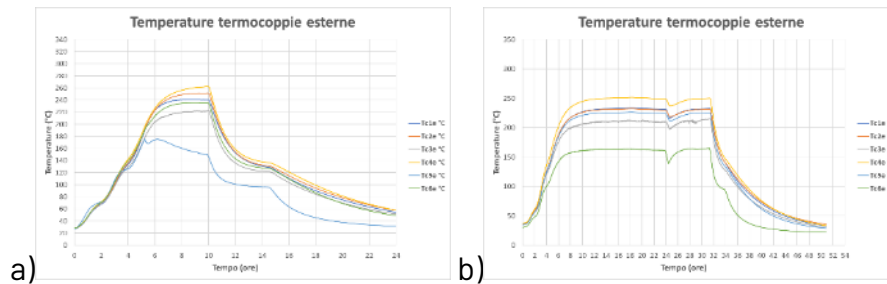 Temperature termocoppie esterne
Temperature (°C)
340
320
300
280
260
240
220
200
180
160
140
120
100
80
60
40
20
0
0 2 4 6 8 10 12 14 16 18 20 22 24
Tempo (ore)
Tc1e °C
Tc2e °C
Tc3e °C
Tc4e °C
Tc5e °C
Tc6e °C
a)
Temperature termocoppie esterne
Temperature (°C)
350
300
250
200
150
100
50
0
0 2 4 6 8 10 12 14 16 18 20 22 24 26 28 30 32 34 36 38 40 42 44 46 48 50 52 54
Tempo (ore)
Tc1e
Tc2e
Tc3e
Tc4e
Tc5e
Tc6e
b)